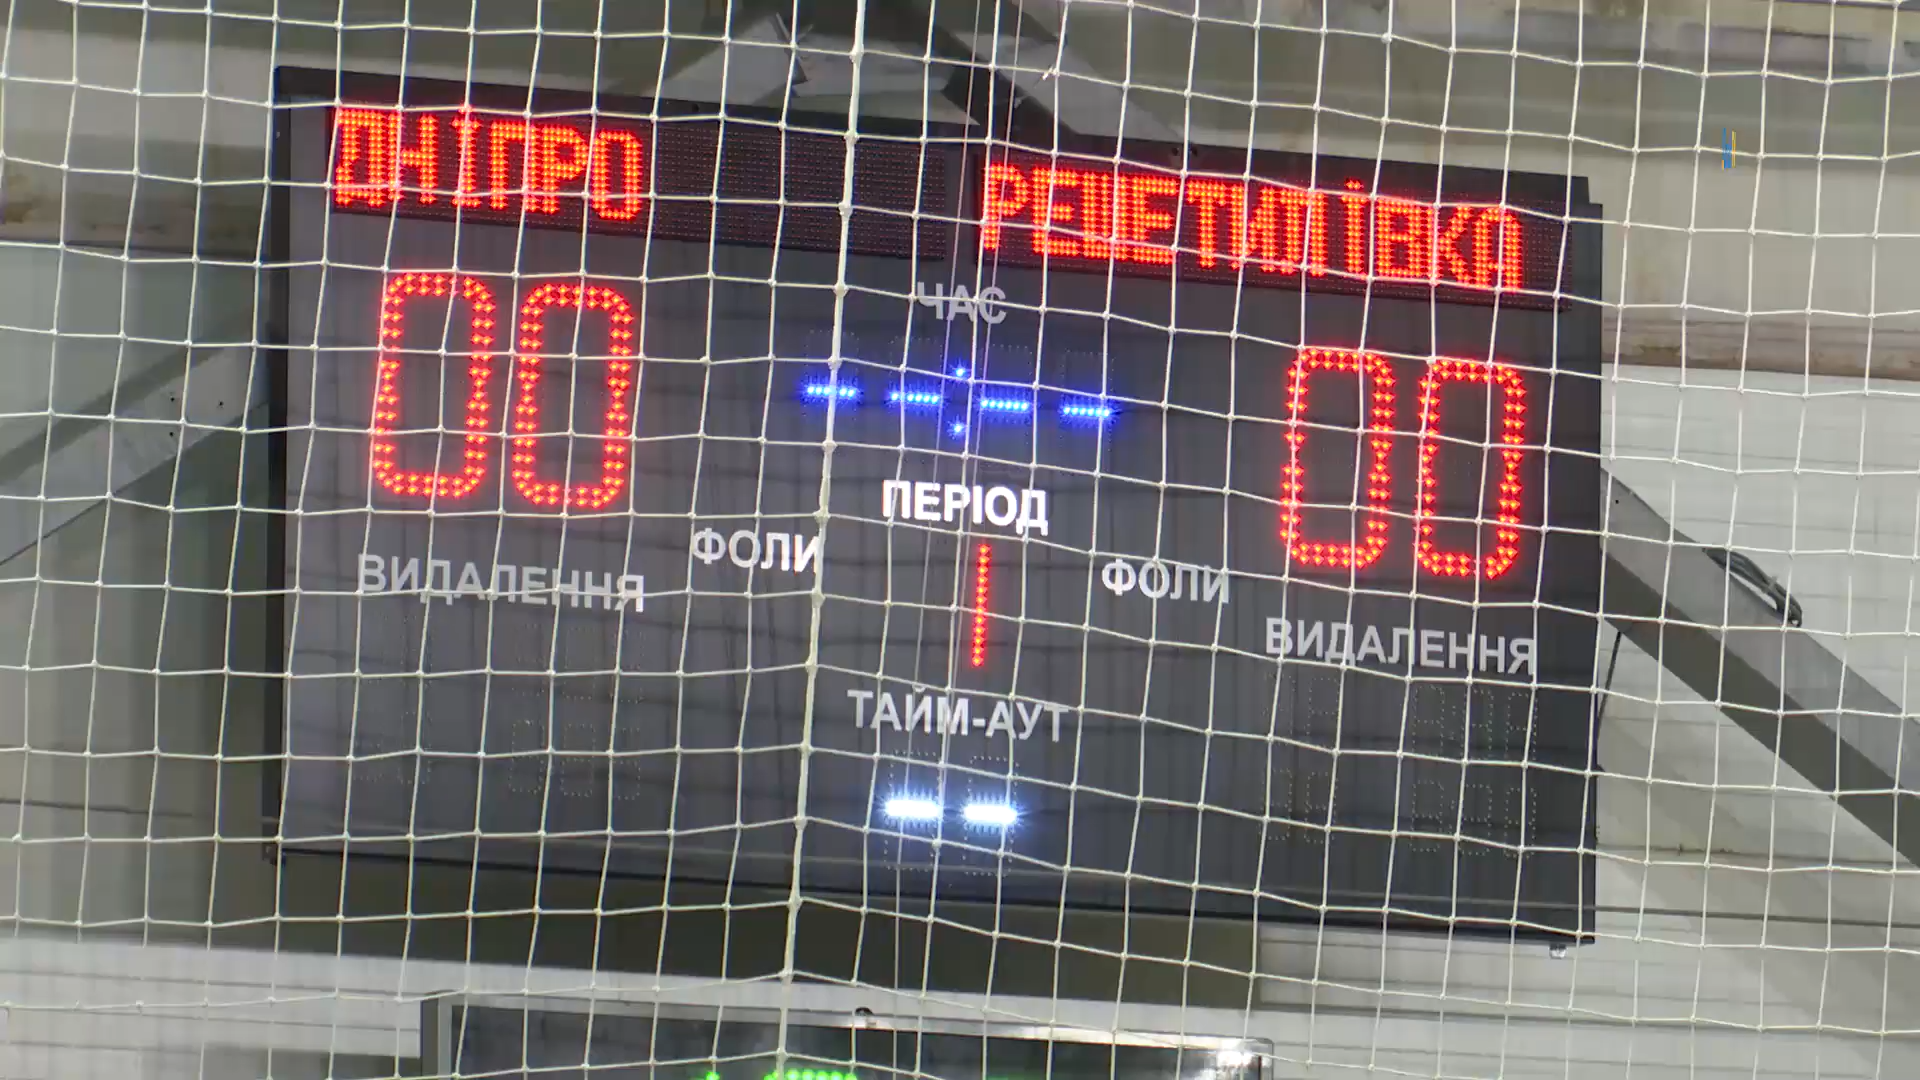 ДНІПРО РЕШЕТИЛІВКА
ЧАС
00 --:-- 00
ПЕРІОД
ФОЛИ 1 ФОЛИ
ВИДАЛЕННЯ ВИДАЛЕННЯ
ТАЙМ-АУТ
--